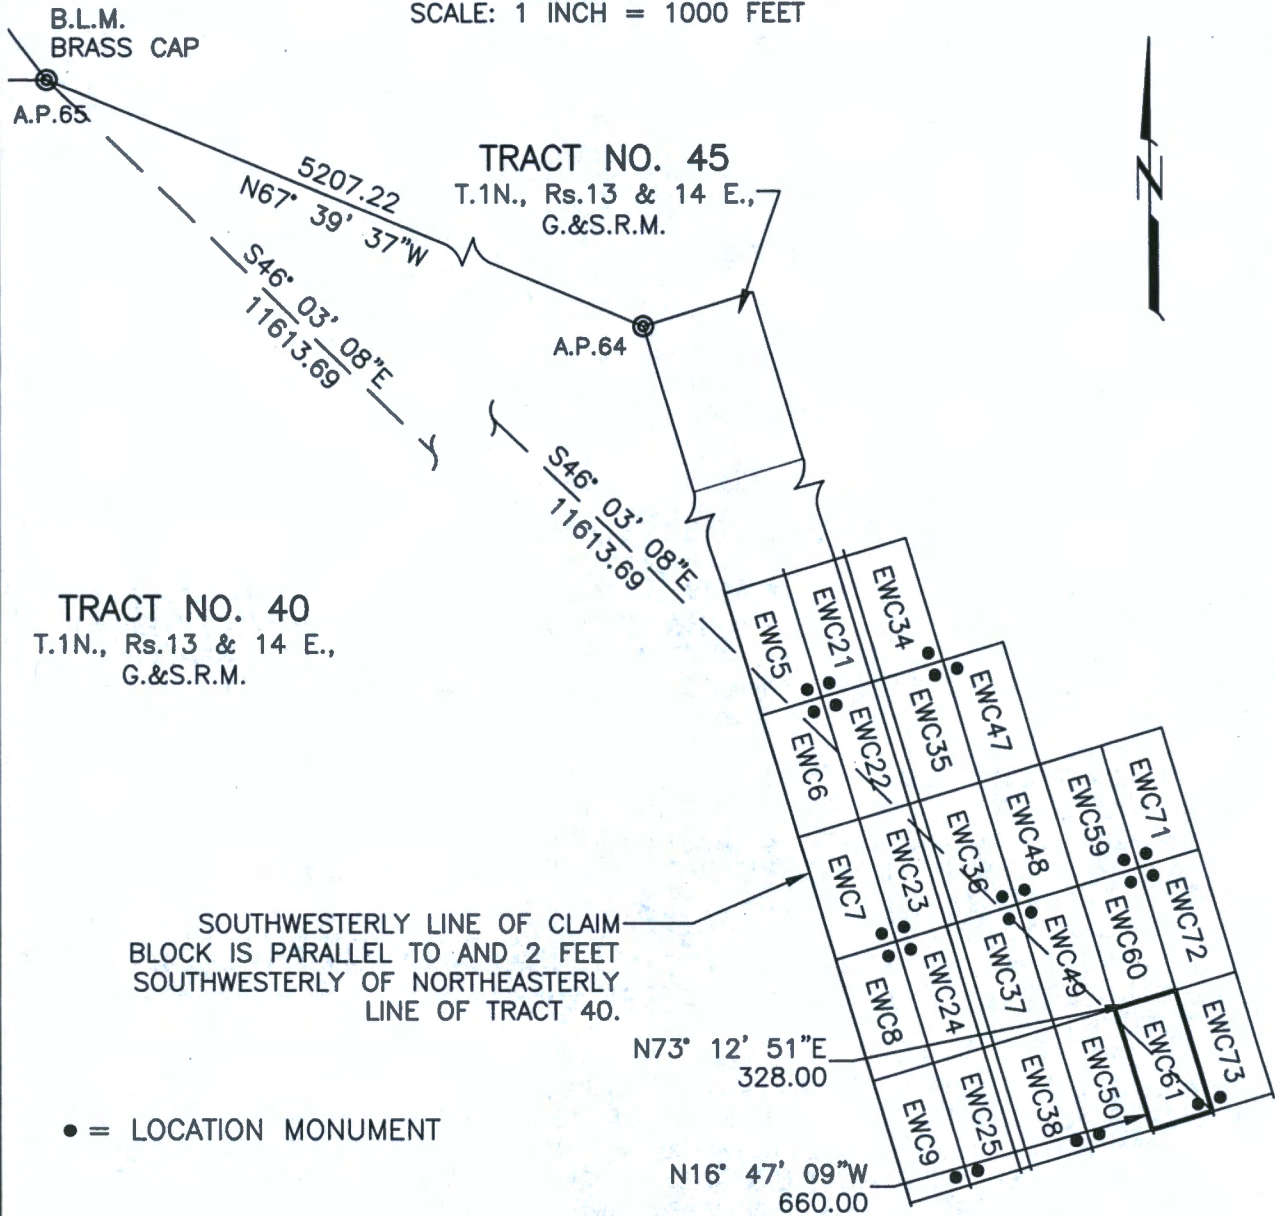 SCALE: 1 INCH = 1000 FEET
B.L.M.
BRASS CAP
A.P.65
5207.22
N67° 39' 37"W
TRACT NO. 45
T.1N., Rs.13 & 14 E.,
G.&S.R.M.
N
S46° 03' 08"E
11613.69
A.P.64
S46° 03' 08"E
11613.69
TRACT NO. 40
T.1N., Rs.13 & 14 E.,
G.&S.R.M.
EWC5
EWC21
EWC34
EWC6
EWC22
EWC35
EWC47
EWC7
EWC23
EWC36
EWC48
EWC59
EWC71
EWC8
EWC24
EWC37
EWC49
EWC60
EWC72
EWC9
EWC25
EWC38
EWC50
EWC61
EWC73
SOUTHWESTERLY LINE OF CLAIM
BLOCK IS PARALLEL TO AND 2 FEET
SOUTHWESTERLY OF NORTHEASTERLY
LINE OF TRACT 40.
N73° 12' 51"E
328.00
• = LOCATION MONUMENT
N16° 47' 09"W
660.00